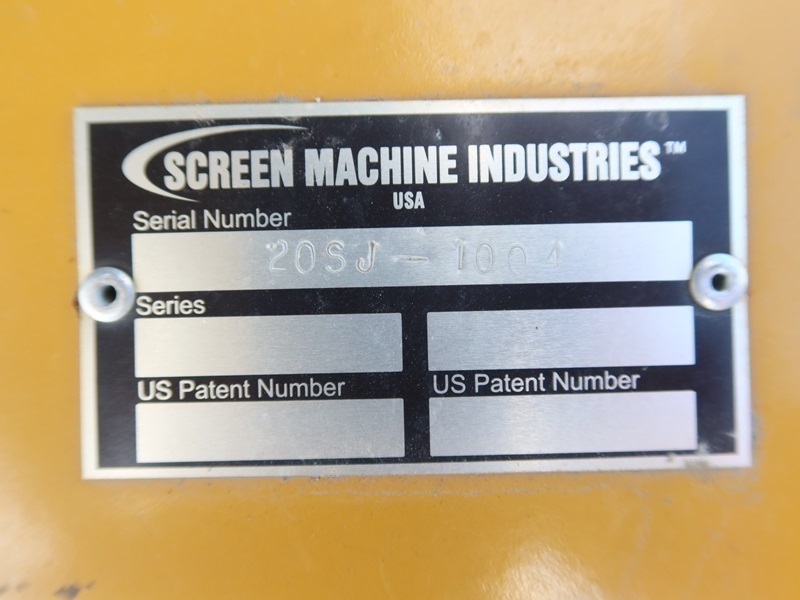 SCREEN MACHINE INDUSTRIES™
USA
Serial Number
20SJ-1004
Series
US Patent Number US Patent Number